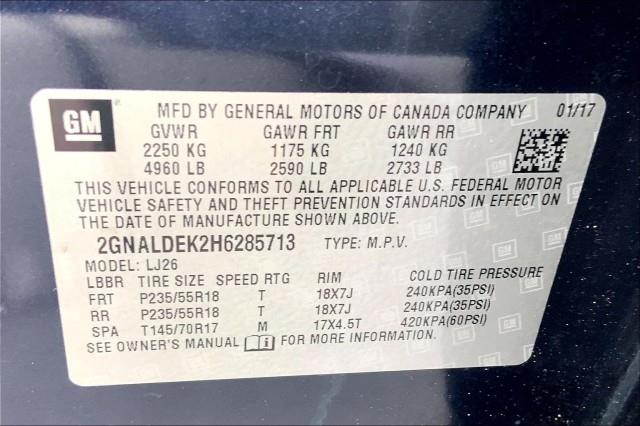 GM
MFD BY GENERAL MOTORS OF CANADA COMPANY 01/17
GVWR GAWR FRT GAWR RR
2250 KG 1175 KG 1240 KG
4960 LB 2590 LB 2733 LB
THIS VEHICLE CONFORMS TO ALL APPLICABLE U.S. FEDERAL MOTOR
VEHICLE SAFETY AND THEFT PREVENTION STANDARDS IN EFFECT ON
THE DATE OF MANUFACTURE SHOWN ABOVE.
2GNALDEK2H6285713 TYPE: M.P.V.
MODEL: LJ26
LBBR TIRE SIZE SPEED RTG RIM COLD TIRE PRESSURE
FRT P235/55R18 T 18X7J 240KPA(35PSI)
RR P235/55R18 T 18X7J 240KPA(35PSI)
SPA T145/70R17 M 17X4.5T 420KPA(60PSI)
SEE OWNER'S MANUAL FOR MORE INFORMATION.